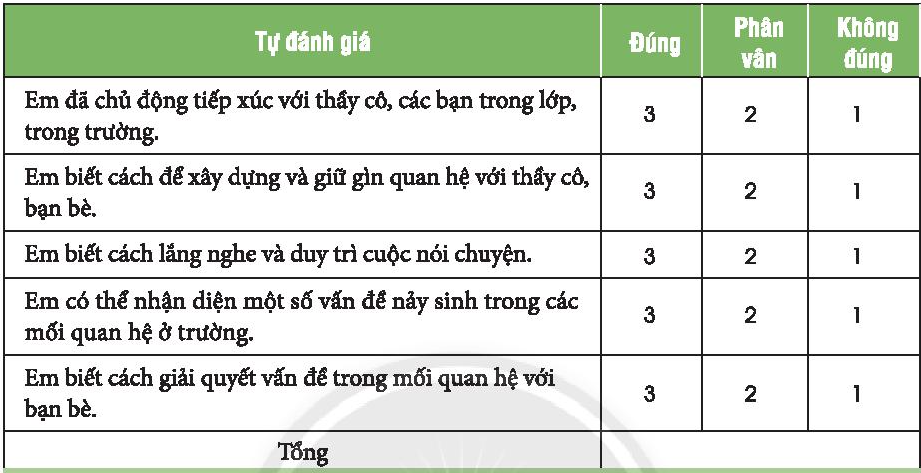 Tự đánh giá Đúng Phân vân Không đúng
Em đã chủ động tiếp xúc với thầy cô, các bạn trong lớp,
trong trường. 3 2 1
Em biết cách để xây dựng và giữ gìn quan hệ với thầy cô,
bạn bè. 3 2 1
Em biết cách lắng nghe và duy trì cuộc nói chuyện. 3 2 1
Em có thể nhận diện một số vấn đề nảy sinh trong các
mối quan hệ ở trường. 3 2 1
Em biết cách giải quyết vấn đề trong mối quan hệ với
bạn bè. 3 2 1
Tổng